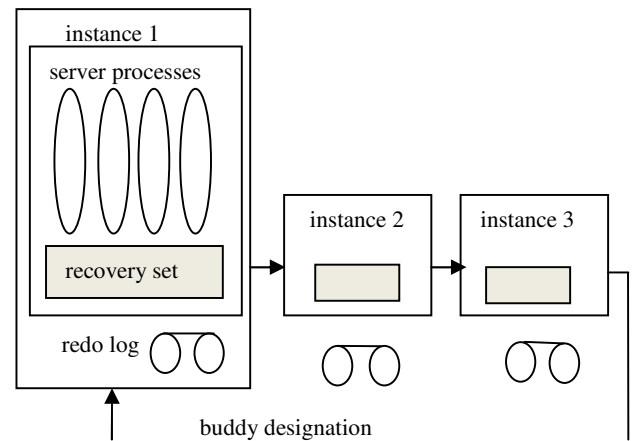 instance 1
server processes
recovery set
redo log
instance 2
instance 3
buddy designation